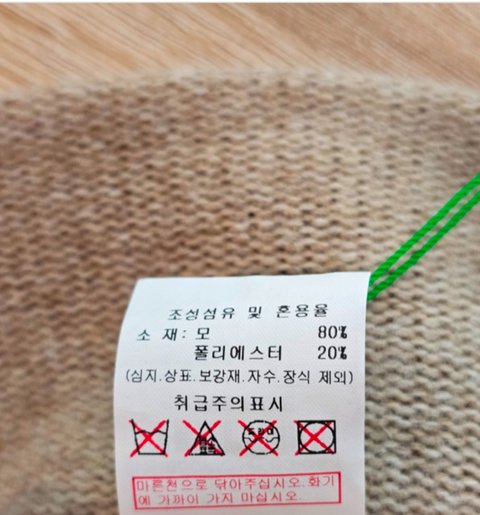 조성섬유 및 혼용율
소 재: 모 80%
폴리에스터 20%
(심지.상표.보강재.자수.장식 제외)
취급주의표시
마른천으로 닦아주십시오.화기
에 가까이 가지 마십시오.